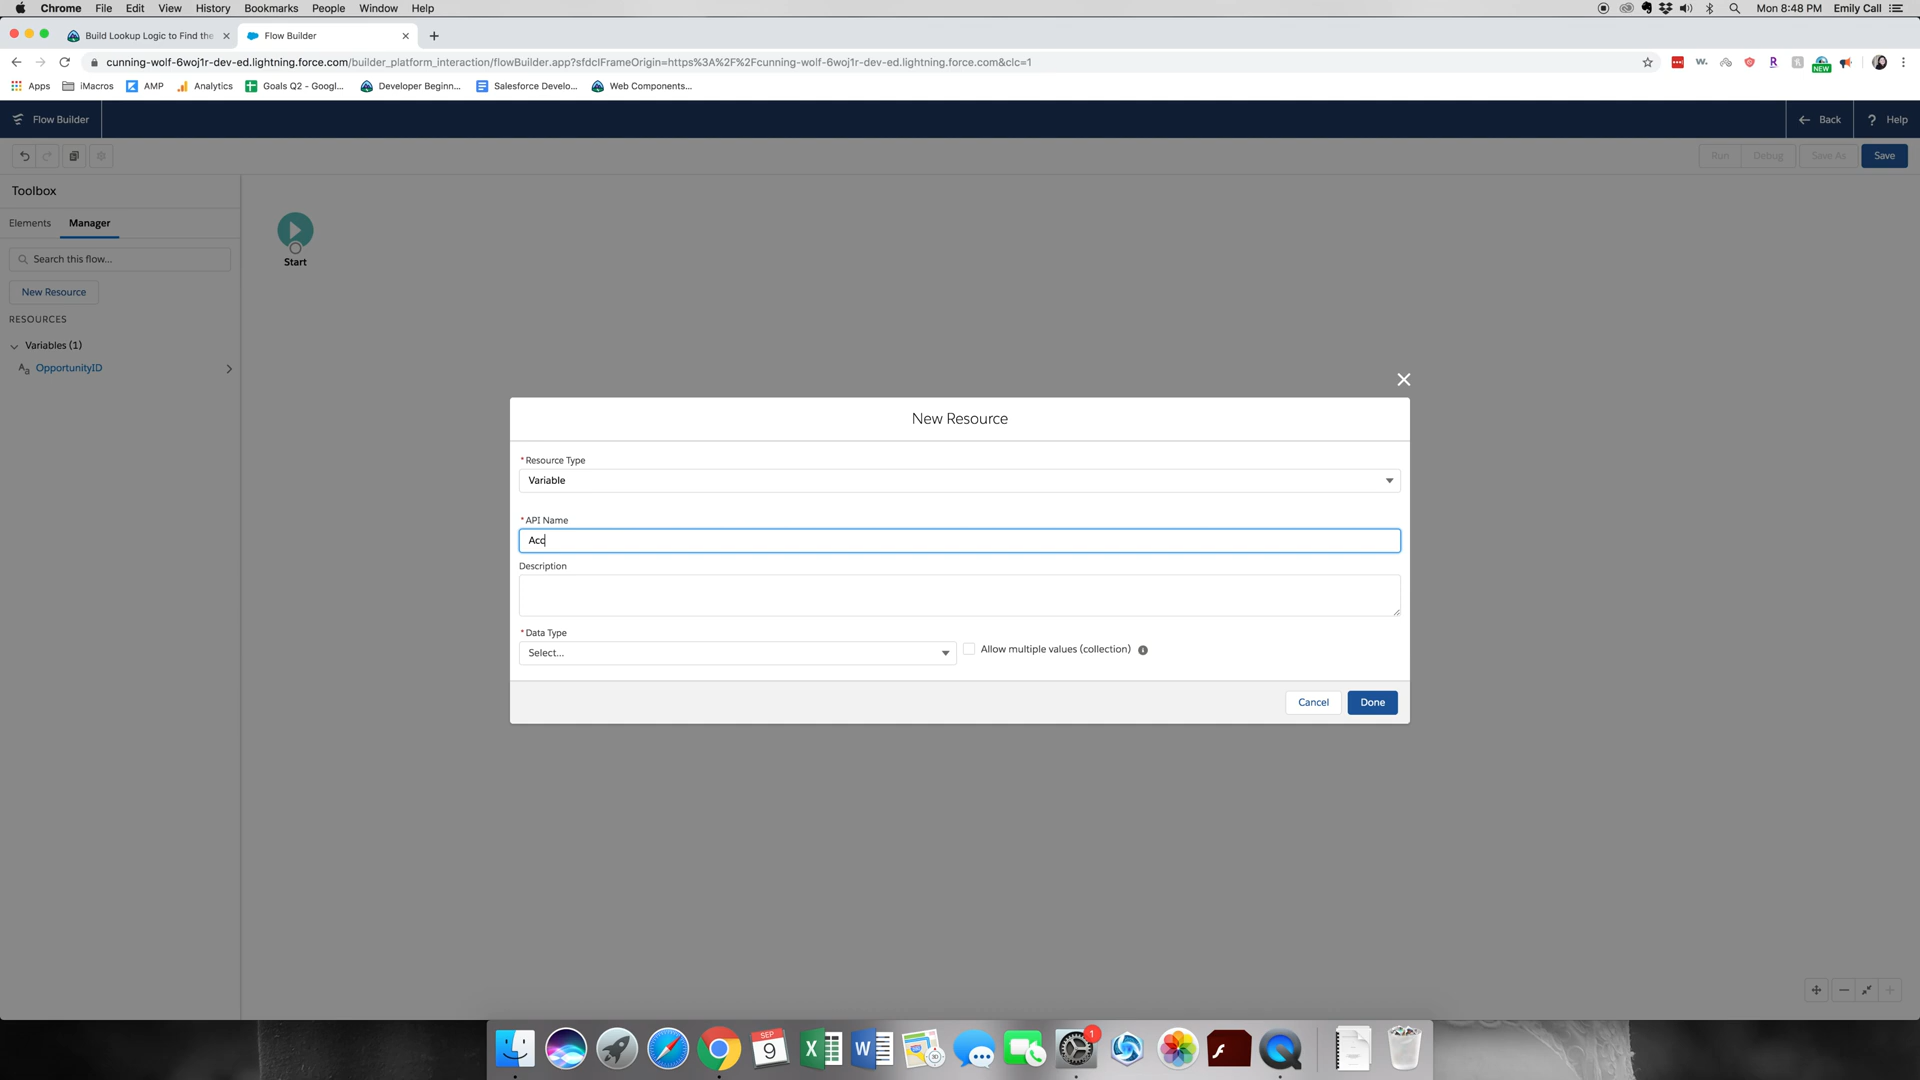 Chrome File Edit View History Bookmarks People Window Help Mon 8:48 PM Emily Call
Build Lookup Logic to Find the Flow Builder
cunning-wolf-6woj1r-dev-ed.lightning.force.com/builder_platform_interaction/flowBuilder.app?sfdcIFrameOrigin=https%3A%2F%2Fcunning-wolf-6woj1r-dev-ed.lightning.force.com&clc=1
NEW
Apps iMacros AMP Analytics Goals Q2 - Googl... Developer Beginn... Salesforce Develo... Web Components...
Flow Builder Back ? Help
Run Debug Save As Save
Toolbox
Elements Manager
Search this flow...
New Resource
RESOURCES
Variables (1)
Aa OpportunityID
Start
New Resource
* Resource Type
Variable
* API Name
Acc
Description
* Data Type
Select... Allow multiple values (collection)
Cancel Done
SEP
9
1